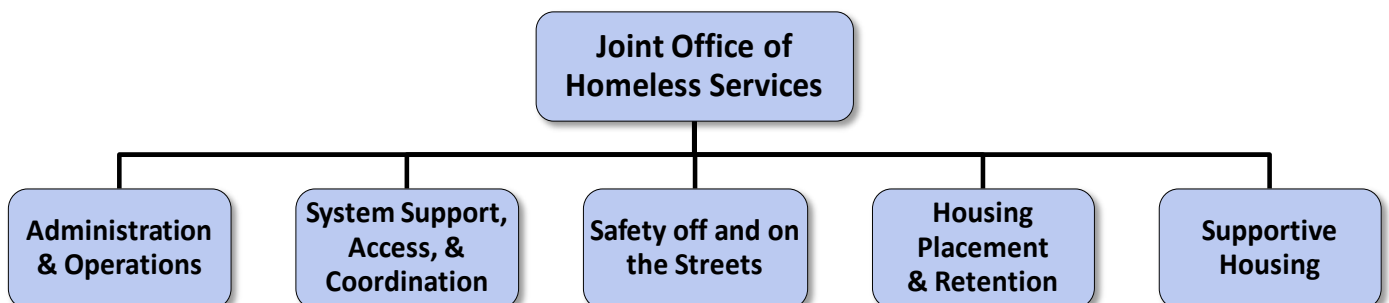 Joint Office of
Homeless Services
Administration
& Operations
System Support,
Access, &
Coordination
Safety off and on
the Streets
Housing
Placement
& Retention
Supportive
Housing